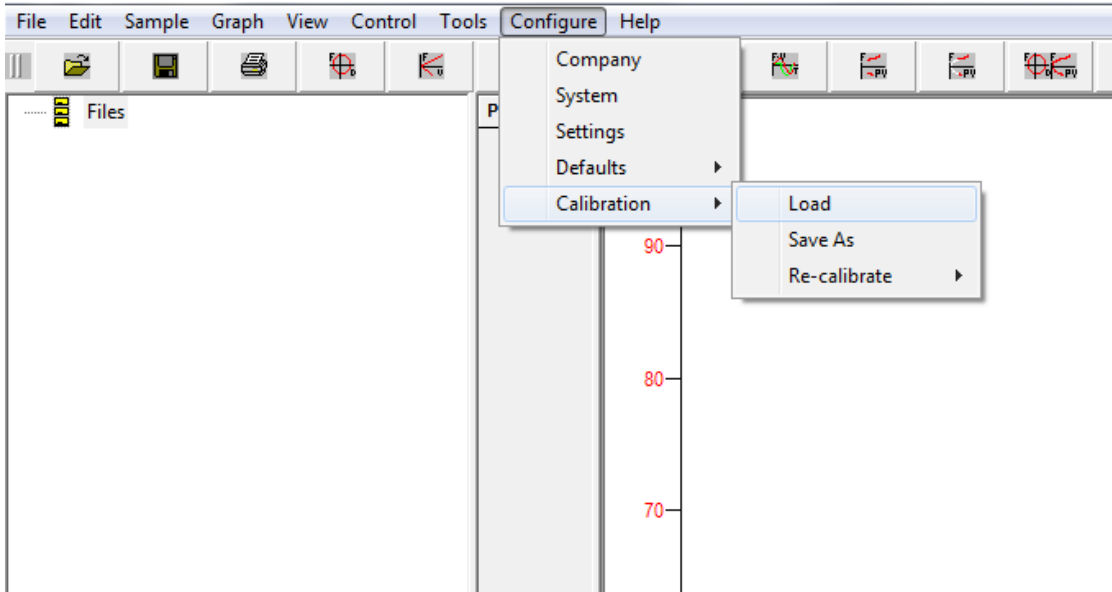 File Edit Sample Graph View Control Tools Configure Help
Files
P
Company
System
Settings
Defaults
Calibration
Load
Save As
Re-calibrate
90
80
70